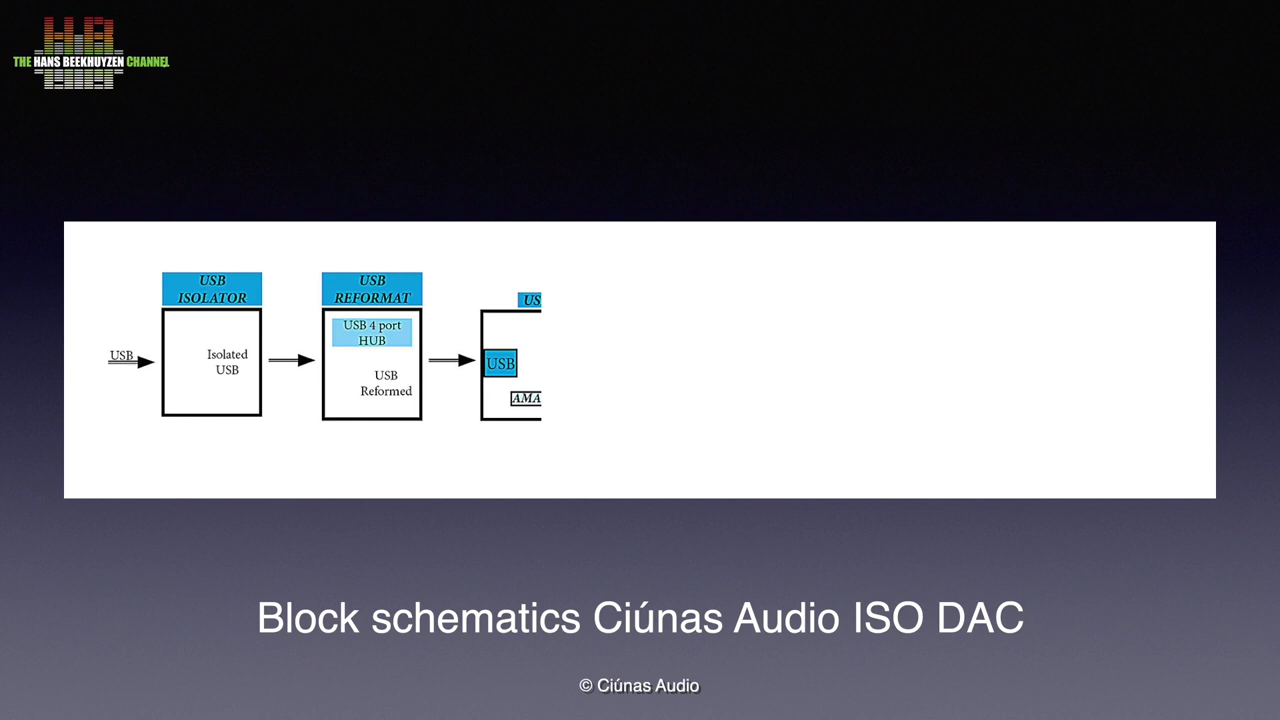 THE HANS BEEKHUYZEN CHANNEL
USB
ISOLATOR
USB
REFORMAT
USB 4 port
HUB
USB
Isolated
USB
USB
Reformed
US
USB
AMA
Block schematics Ciúnas Audio ISO DAC
© Ciúnas Audio